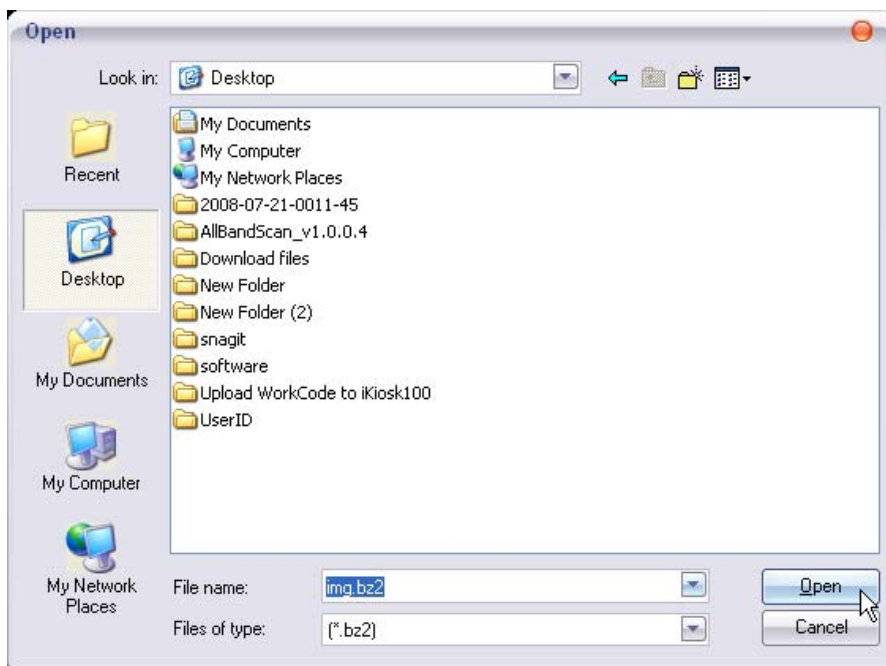 Open
Look in: Desktop
Recent
Desktop
My Documents
My Computer
My Network
Places
My Documents
My Computer
My Network Places
2008-07-21-0011-45
AllBandScan_v1.0.0.4
Download files
New Folder
New Folder (2)
snagit
software
Upload WorkCode to iKiosk100
UserID
File name: img.bz2 Open
Files of type: (*.bz2) Cancel